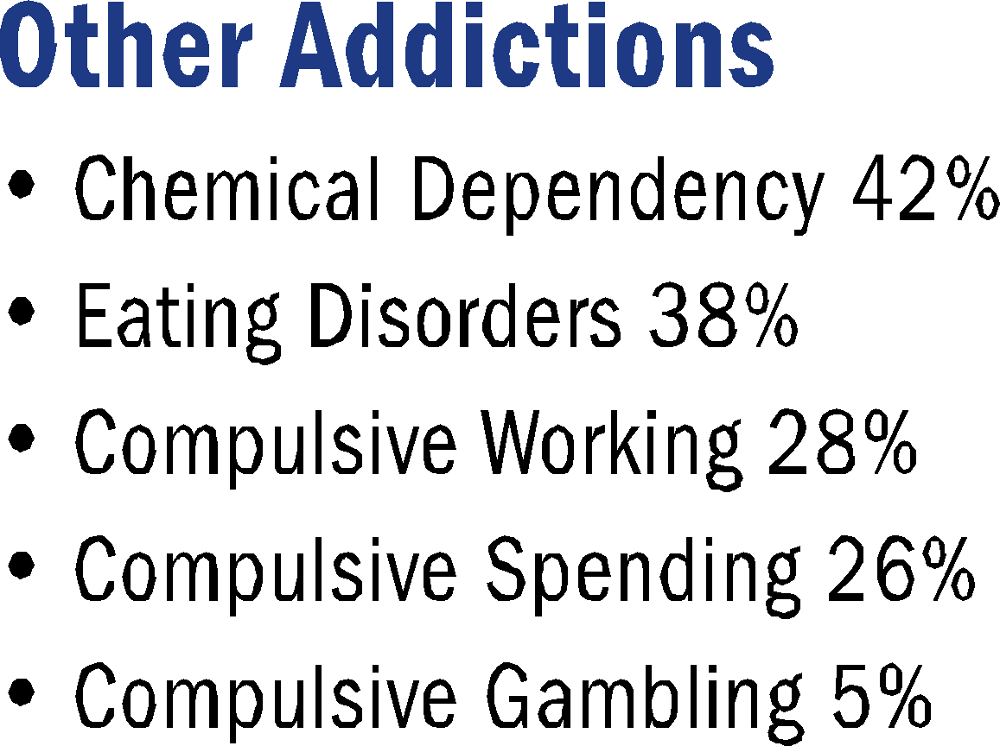 Other Addictions
• Chemical Dependency 42%
• Eating Disorders 38%
• Compulsive Working 28%
• Compulsive Spending 26%
• Compulsive Gambling 5%